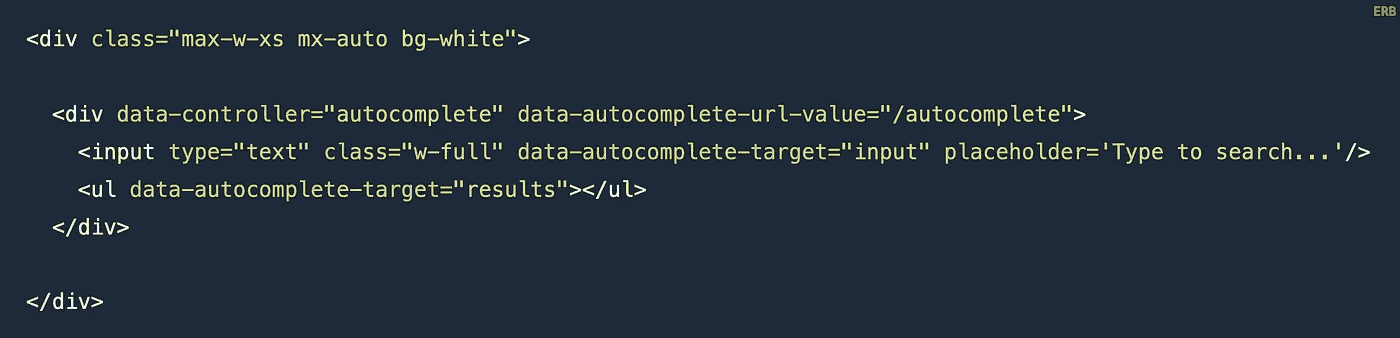 ERB
<div class="max-w-xs mx-auto bg-white">
<div data-controller="autocomplete" data-autocomplete-url-value="/autocomplete">
<input type="text" class="w-full" data-autocomplete-target="input" placeholder='Type to search...'/>
<ul data-autocomplete-target="results"></ul>
</div>
</div>